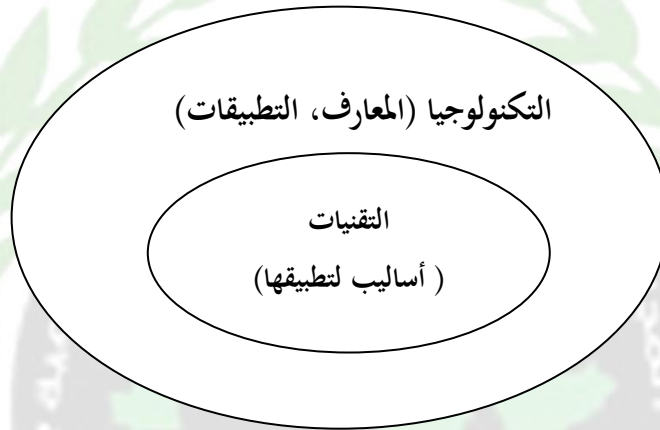 التكنولوجيا (المعارف، التطبيقات)
التقنيات
( أساليب لتطبيقها)